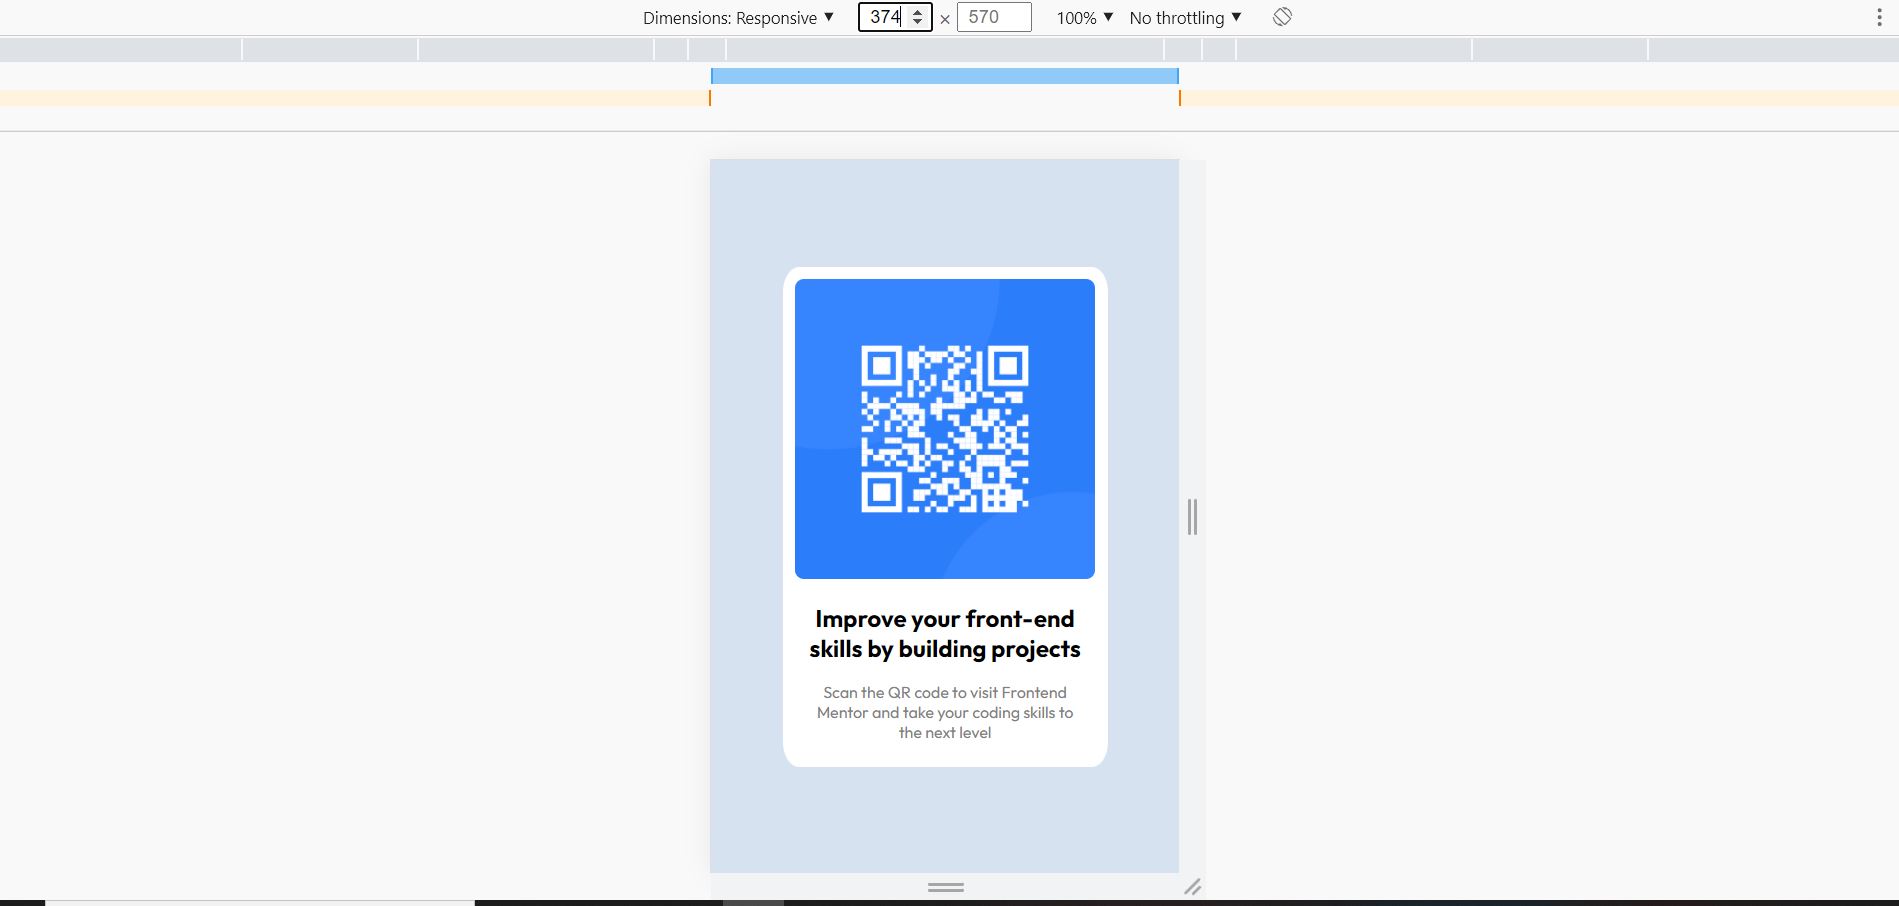 Dimensions: Responsive ▼ 374 × 570 100% ▼ No throttling ▼
Improve your front-end
skills by building projects
Scan the QR code to visit Frontend
Mentor and take your coding skills to
the next level